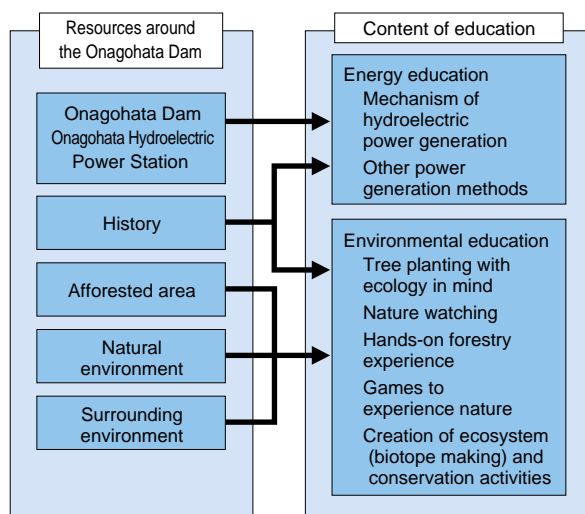 Resources around
the Onagohata Dam
Onagohata Dam
Onagohata Hydroelectric
Power Station
History
Afforested area
Natural
environment
Surrounding
environment
Content of education
Energy education
Mechanism of
hydroelectric
power generation
Other power
generation methods
Environmental education
Tree planting with
ecology in mind
Nature watching
Hands-on forestry
experience
Games to
experience nature
Creation of ecosystem
(biotope making) and
conservation activities